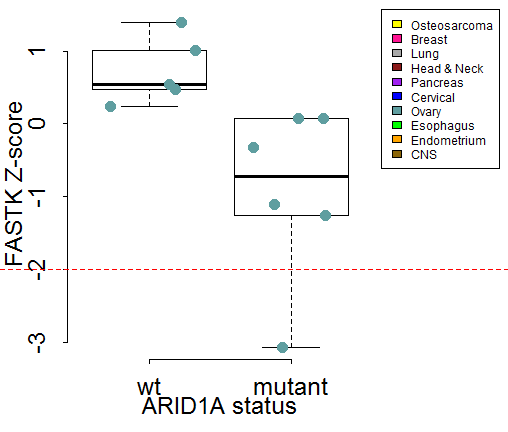 FASTK Z-score
1
0
-1
-2
-3
wt
mutant
ARID1A status
Osteosarcoma
Breast
Lung
Head & Neck
Pancreas
Cervical
Ovary
Esophagus
Endometrium
CNS